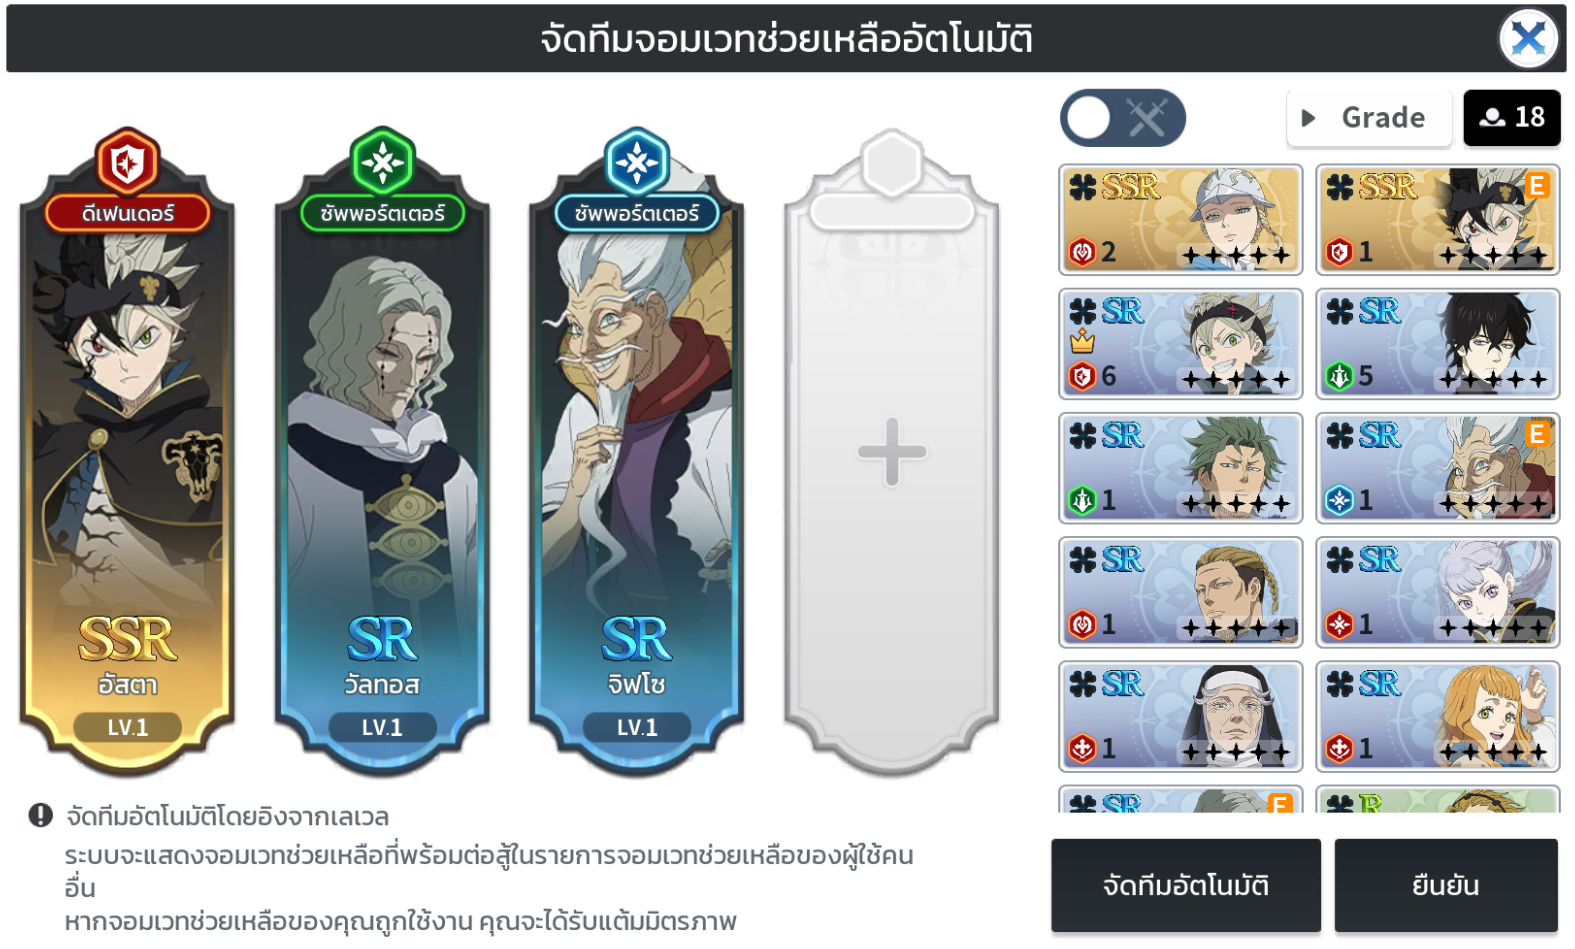 จัดทีมจอมเวทช่วยเหลืออัตโนมัติ
Grade
18
ดีเฟนเดอร์
ซัพพอร์ตเตอร์
ซัพพอร์ตเตอร์
SSR
อัสตา
LV.1
SR
วัลทอส
LV.1
SR
จิฟโซ
LV.1
SSR
2
SSR
E
1
SR
6
SR
5
SR
1
SR
E
1
SR
1
SR
1
SR
1
SR
1
SR
E
R
จัดทีมอัตโนมัติโดยอิงจากเลเวล
ระบบจะแสดงจอมเวทช่วยเหลือที่พร้อมต่อสู้ในรายการจอมเวทช่วยเหลือของผู้ใช้คน
อื่น
หากจอมเวทช่วยเหลือของคุณถูกใช้งาน คุณจะได้รับแต้มมิตรภาพ
จัดทีมอัตโนมัติ
ยืนยัน